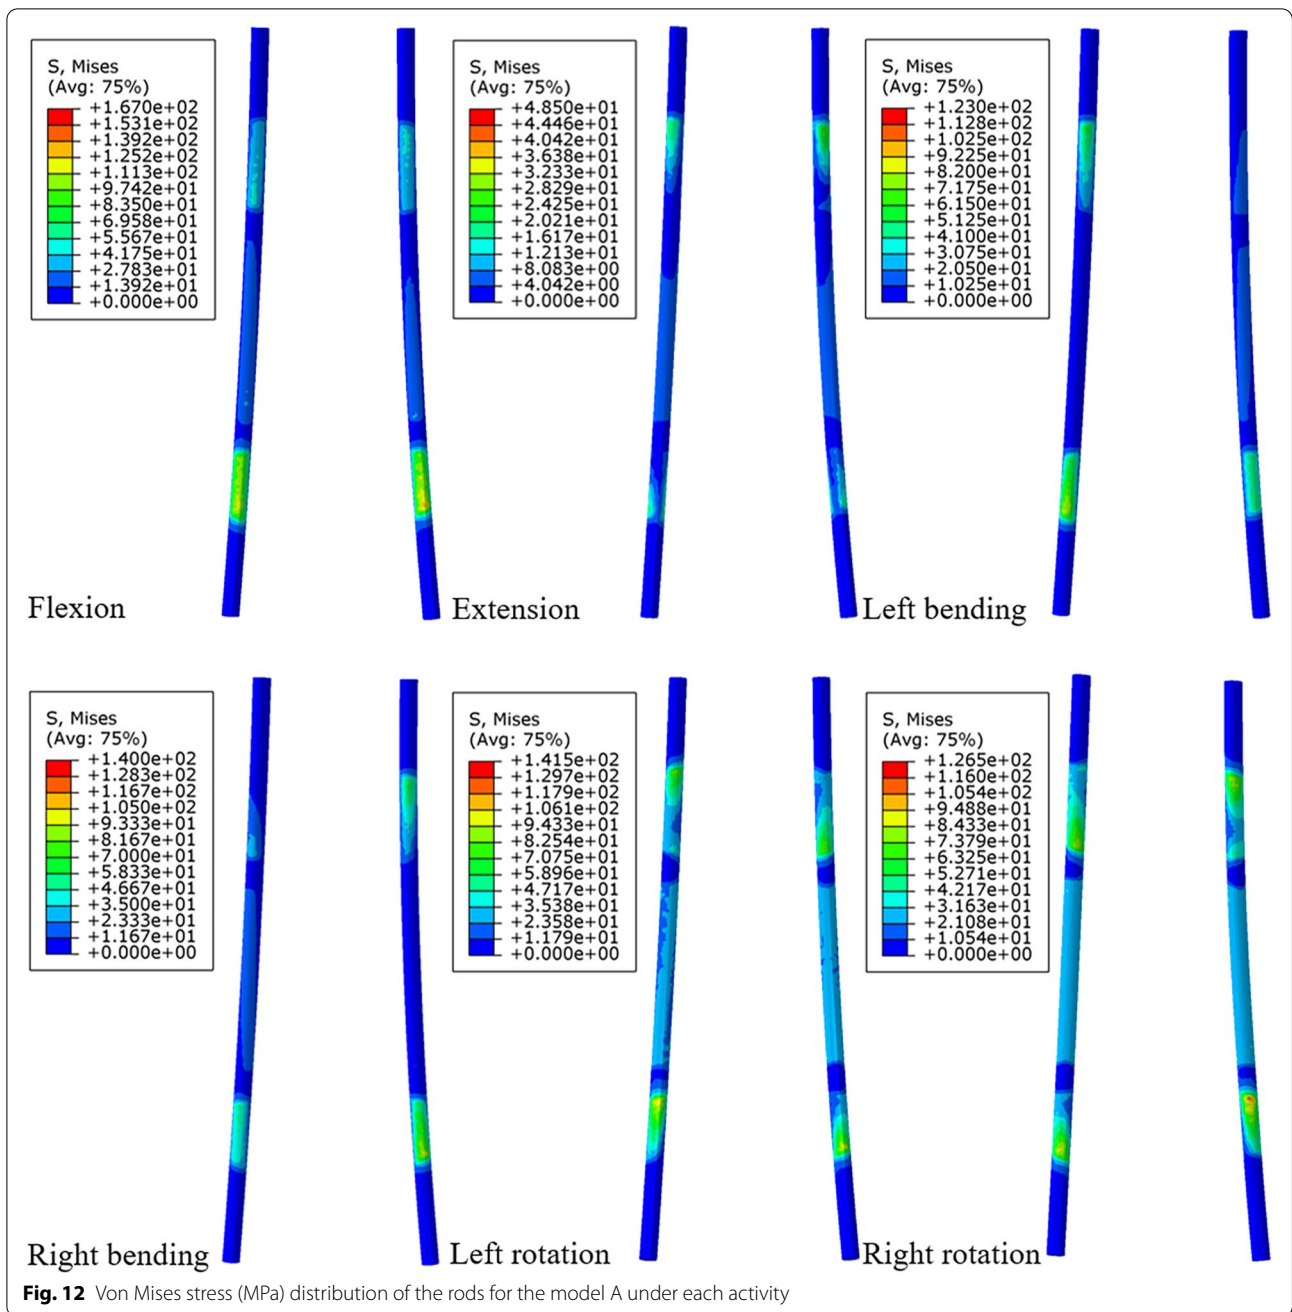 S, Mises
(Avg: 75%)
+1.670e+02
+1.531e+02
+1.392e+02
+1.252e+02
+1.113e+02
+9.742e+01
+8.350e+01
+6.958e+01
+5.567e+01
+4.175e+01
+2.783e+01
+1.392e+01
+0.000e+00
Flexion
S, Mises
(Avg: 75%)
+4.850e+01
+4.446e+01
+4.042e+01
+3.638e+01
+3.233e+01
+2.829e+01
+2.425e+01
+2.021e+01
+1.617e+01
+1.213e+01
+8.083e+00
+4.042e+00
+0.000e+00
Extension
S, Mises
(Avg: 75%)
+1.230e+02
+1.128e+02
+1.025e+02
+9.225e+01
+8.200e+01
+7.175e+01
+6.150e+01
+5.125e+01
+4.100e+01
+3.075e+01
+2.050e+01
+1.025e+01
+0.000e+00
Left bending
S, Mises
(Avg: 75%)
+1.400e+02
+1.283e+02
+1.167e+02
+1.050e+02
+9.333e+01
+8.167e+01
+7.000e+01
+5.833e+01
+4.667e+01
+3.500e+01
+2.333e+01
+1.167e+01
+0.000e+00
Right bending
S, Mises
(Avg: 75%)
+1.415e+02
+1.297e+02
+1.179e+02
+1.061e+02
+9.433e+01
+8.254e+01
+7.075e+01
+5.896e+01
+4.717e+01
+3.538e+01
+2.358e+01
+1.179e+01
+0.000e+00
Left rotation
S, Mises
(Avg: 75%)
+1.265e+02
+1.160e+02
+1.054e+02
+9.488e+01
+8.433e+01
+7.379e+01
+6.325e+01
+5.271e+01
+4.217e+01
+3.163e+01
+2.108e+01
+1.054e+01
+0.000e+00
Right rotation
Fig. 12 Von Mises stress (MPa) distribution of the rods for the model A under each activity